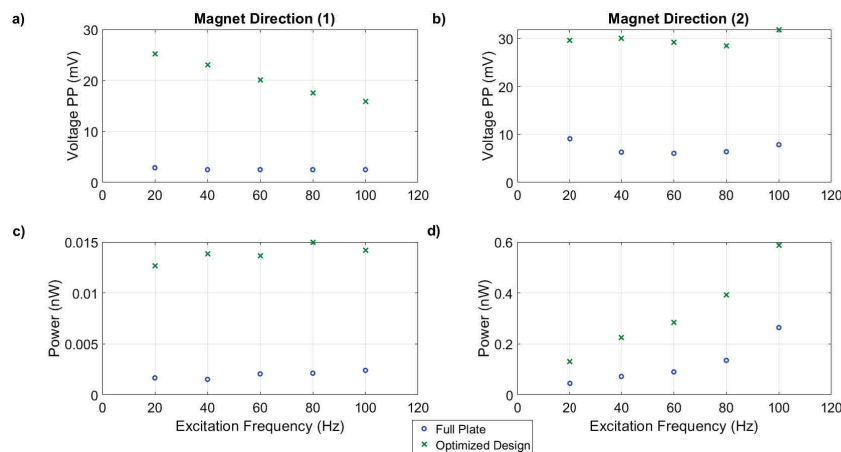 a)
Magnet Direction (1)
Voltage PP (mV)
30
20
10
0
0 20 40 60 80 100 120
b)
Magnet Direction (2)
Voltage PP (mV)
30
20
10
0
0 20 40 60 80 100 120
c)
Power (nW)
0.015
0.01
0.005
0
0 20 40 60 80 100 120
Excitation Frequency (Hz)
d)
Power (nW)
0.6
0.4
0.2
0
0 20 40 60 80 100 120
Excitation Frequency (Hz)
Full Plate
Optimized Design